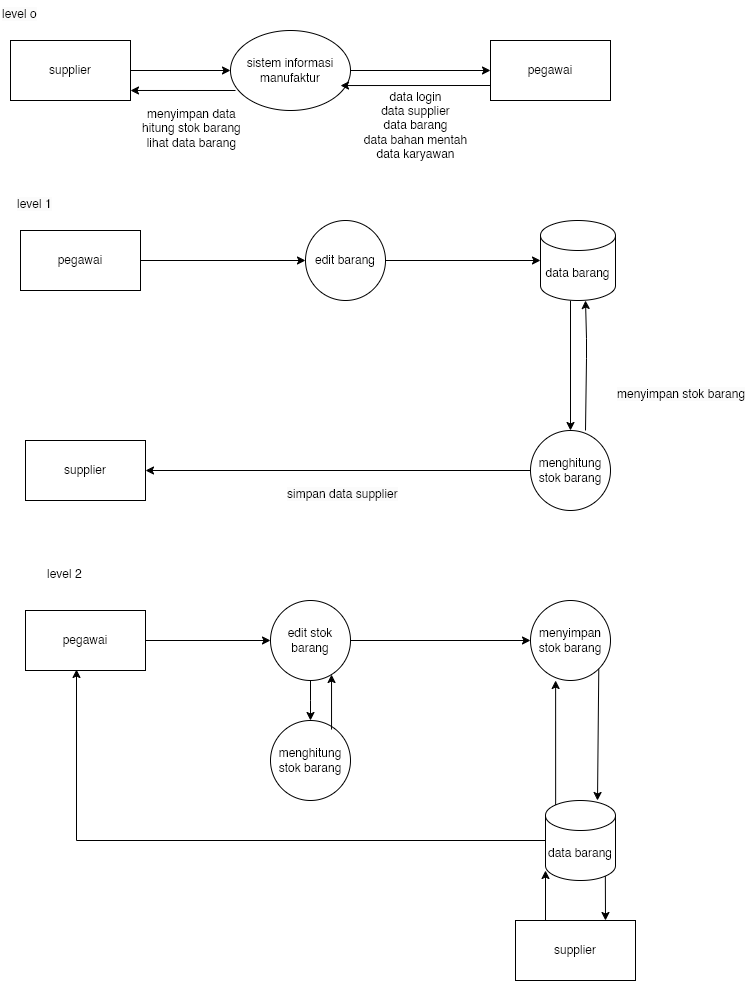 level o
supplier
sistem informasi
manufaktur
pegawai
menyimpan data
hitung stok barang
lihat data barang
data login
data supplier
data barang
data bahan mentah
data karyawan
level 1
pegawai
edit barang
data barang
menyimpan stok barang
supplier
menghitung
stok barang
simpan data supplier
level 2
pegawai
edit stok
barang
menyimpan
stok barang
menghitung
stok barang
data barang
supplier